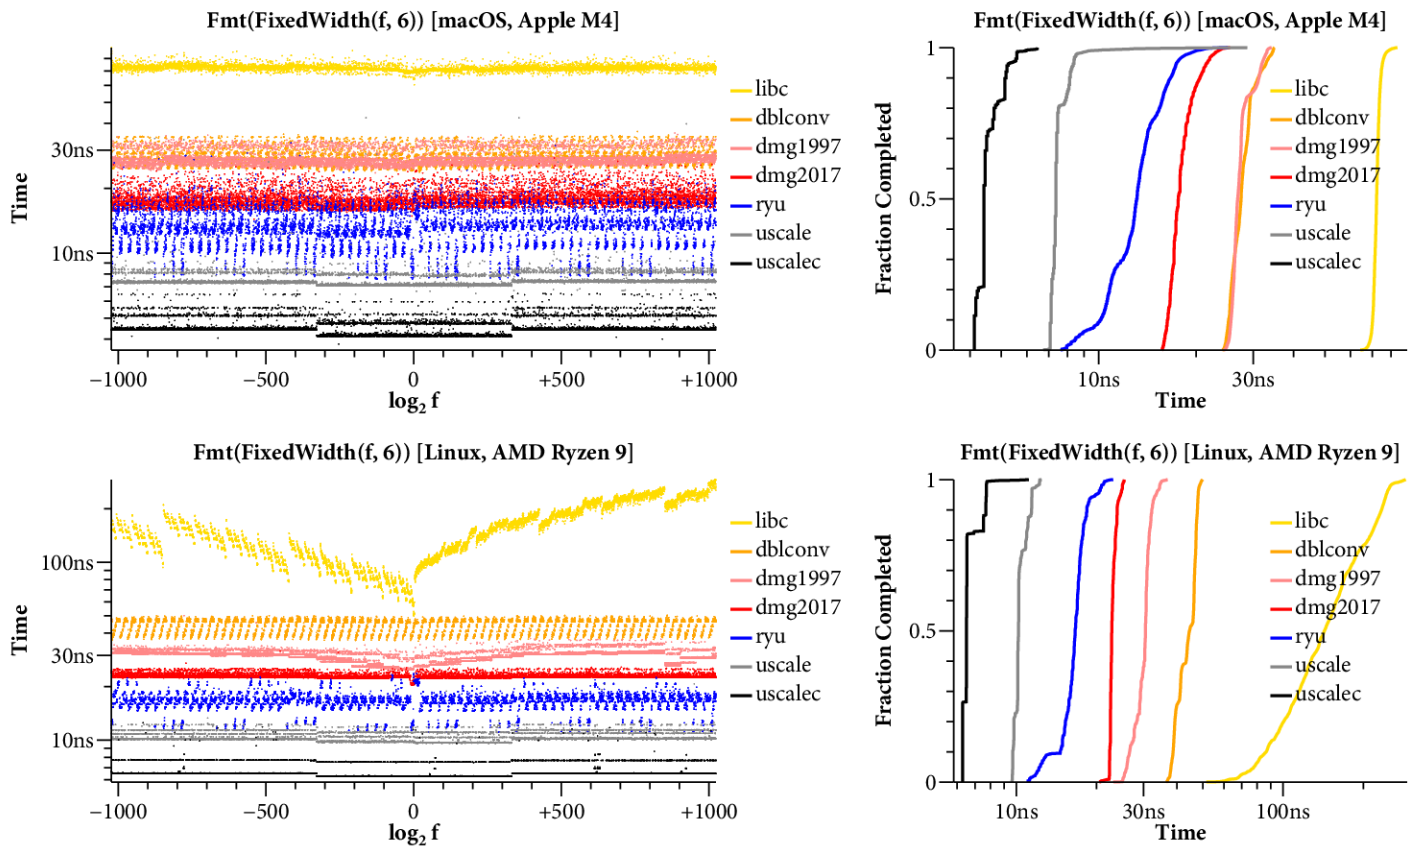 Fmt(FixedWidth(f, 6)) [macOS, Apple M4]
Time
30ns
10ns
−1000
−500
0
+500
+1000
log₂ f
libc
dblconv
dmg1997
dmg2017
ryu
uscale
uscalec
Fmt(FixedWidth(f, 6)) [macOS, Apple M4]
Fraction Completed
1
0.5
0
10ns
30ns
Time
libc
dblconv
dmg1997
dmg2017
ryu
uscale
uscalec
Fmt(FixedWidth(f, 6)) [Linux, AMD Ryzen 9]
Time
100ns
30ns
10ns
−1000
−500
0
+500
+1000
log₂ f
libc
dblconv
dmg1997
dmg2017
ryu
uscale
uscalec
Fmt(FixedWidth(f, 6)) [Linux, AMD Ryzen 9]
Fraction Completed
1
0.5
0
10ns
30ns
100ns
Time
libc
dblconv
dmg1997
dmg2017
ryu
uscale
uscalec